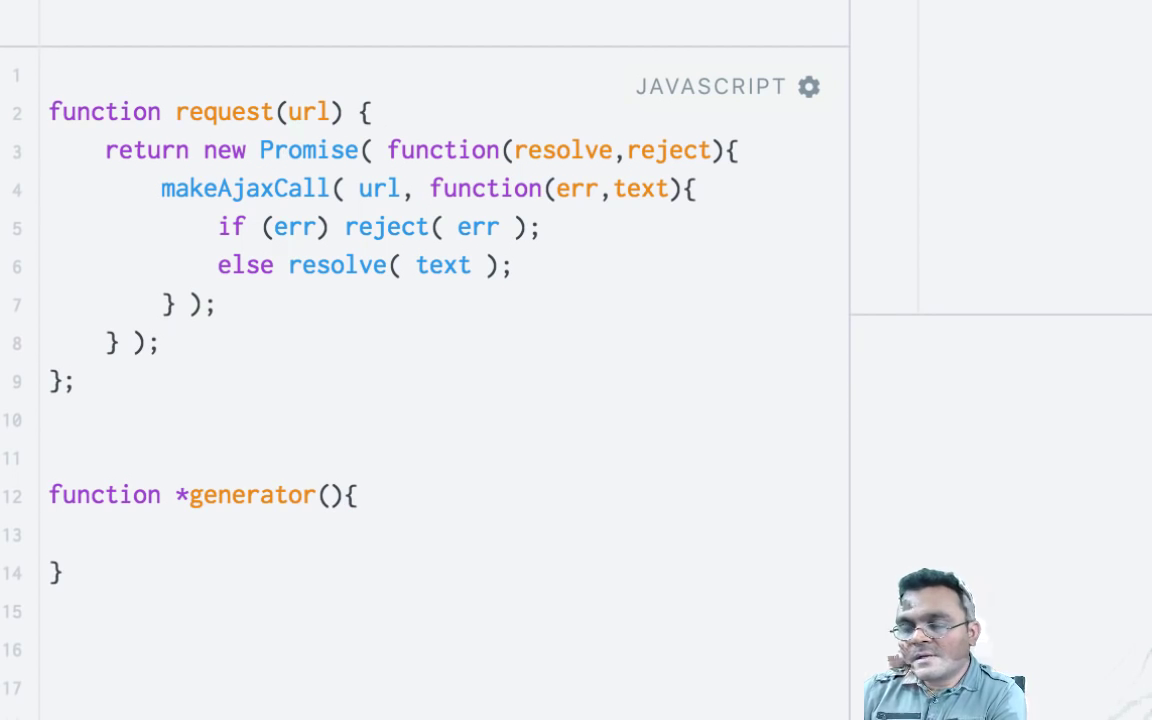 JAVASCRIPT
1
2 function request(url) {
3 return new Promise( function(resolve,reject){
4 makeAjaxCall( url, function(err,text){
5 if (err) reject( err );
6 else resolve( text );
7 } );
8 } );
9 };
10
11
12 function *generator(){
13
14 }
15
16
17